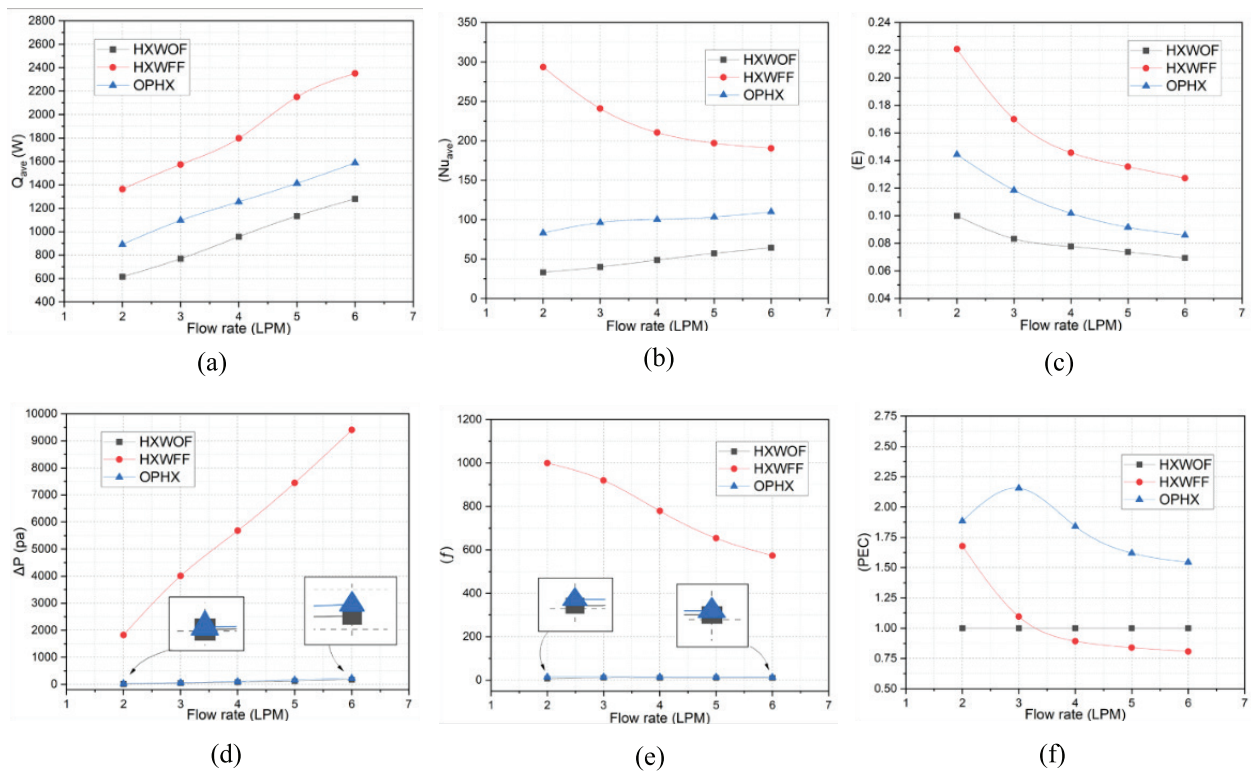 2800
2600
2400
2200
2000
1800
1600
1400
1200
1000
800
600
400
Q_ave (W)
HXWOF
HXWFF
OPHX
1 2 3 4 5 6 7
Flow rate (LPM)
(a)
350
300
250
200
150
100
50
0
(Nu_ave)
HXWOF
HXWFF
OPHX
1 2 3 4 5 6 7
Flow rate (LPM)
(b)
0.24
0.22
0.20
0.18
0.16
0.14
0.12
0.10
0.08
0.06
0.04
(E)
HXWOF
HXWFF
OPHX
1 2 3 4 5 6 7
Flow rate (LPM)
(c)
10000
9000
8000
7000
6000
5000
4000
3000
2000
1000
0
ΔP (pa)
HXWOF
HXWFF
OPHX
1 2 3 4 5 6 7
Flow rate (LPM)
(d)
1200
1000
800
600
400
200
0
(f)
HXWOF
HXWFF
OPHX
1 2 3 4 5 6 7
Flow rate (LPM)
(e)
2.75
2.50
2.25
2.00
1.75
1.50
1.25
1.00
0.75
0.50
(PEC)
HXWOF
HXWFF
OPHX
1 2 3 4 5 6 7
Flow rate (LPM)
(f)